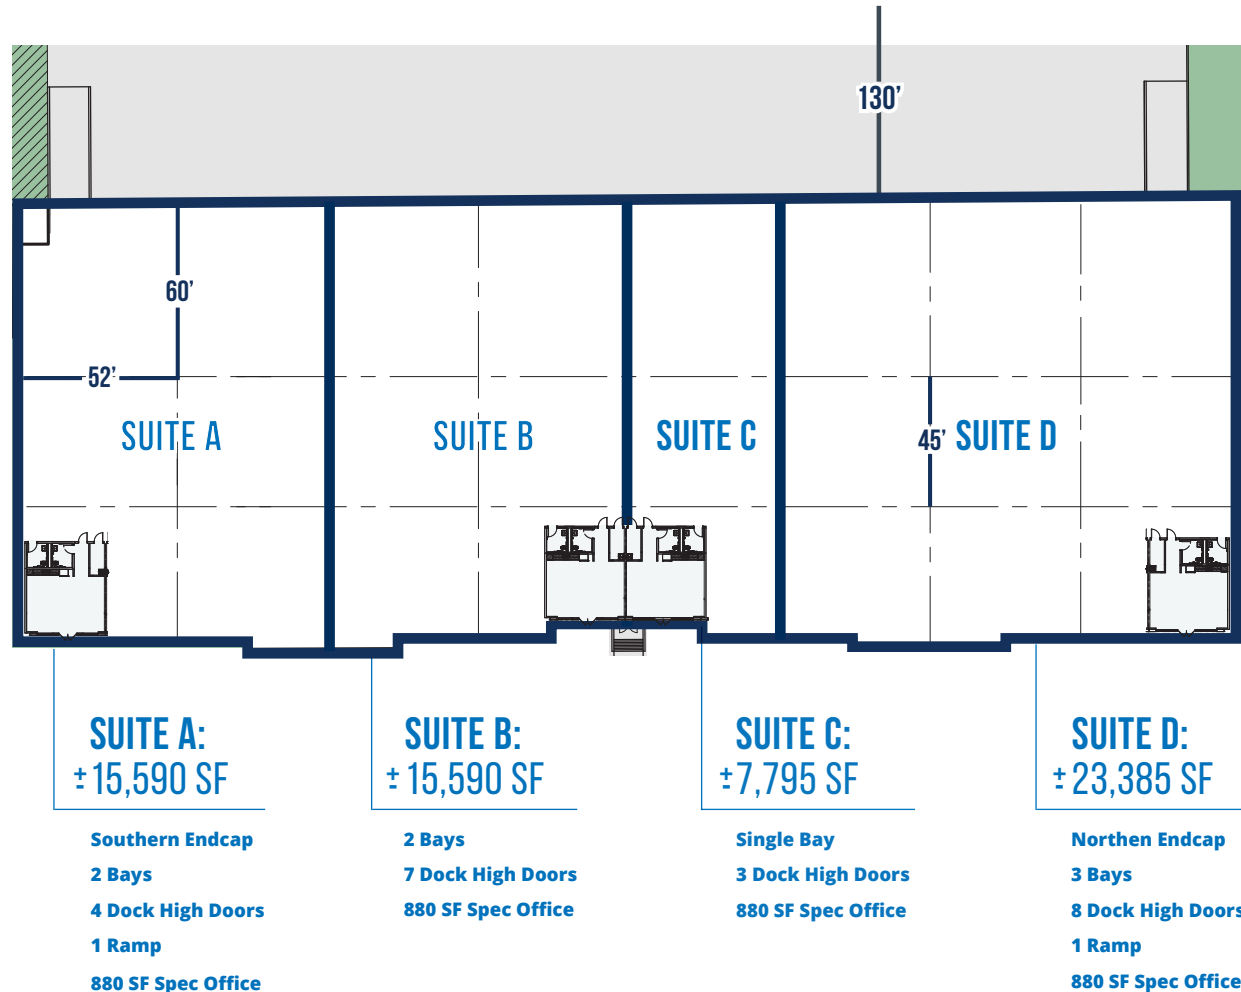 130’
60’
52’
SUITE A
SUITE B
SUITE C
45’
SUITE D
SUITE A:
±15,590 SF
Southern Endcap
2 Bays
4 Dock High Doors
1 Ramp
880 SF Spec Office
SUITE B:
±15,590 SF
2 Bays
7 Dock High Doors
880 SF Spec Office
SUITE C:
±7,795 SF
Single Bay
3 Dock High Doors
880 SF Spec Office
SUITE D:
±23,385 SF
Northen Endcap
3 Bays
8 Dock High Doors
1 Ramp
880 SF Spec Office